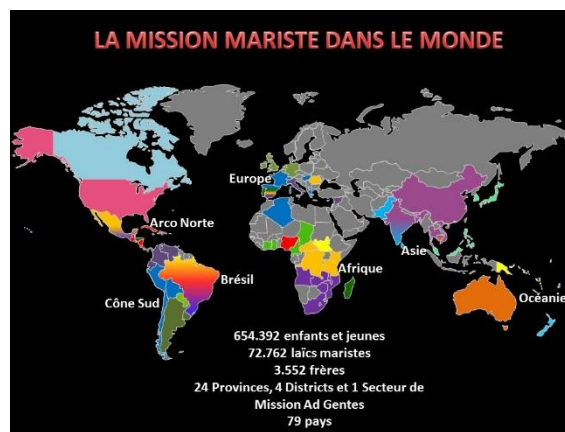 LA MISSION MARISTE DANS LE MONDE
Europe
Arco Norte
Asie
Afrique
Brésil
Cône Sud
Océanie
654.392 enfants et jeunes
72.762 laïcs maristes
3.552 frères
24 Provinces, 4 Districts et 1 Secteur de
Mission Ad Gentes
79 pays